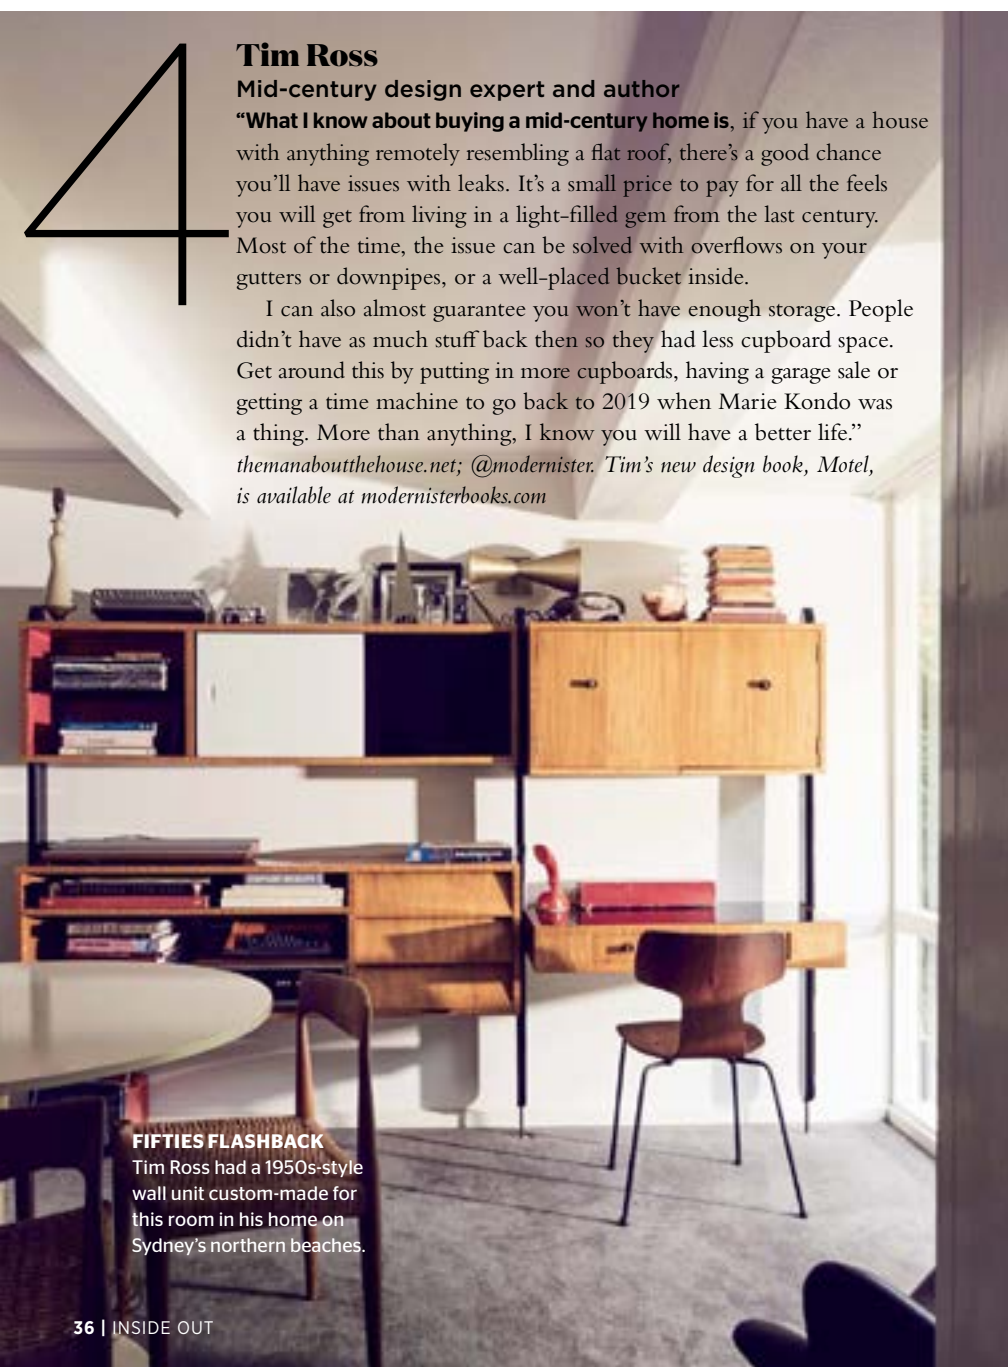 4
Tim Ross
Mid-century design expert and author
“What I know about buying a mid-century home is, if you have a house
with anything remotely resembling a flat roof, there’s a good chance
you’ll have issues with leaks. It’s a small price to pay for all the feels
you will get from living in a light-filled gem from the last century.
Most of the time, the issue can be solved with overflows on your
gutters or downpipes, or a well-placed bucket inside.
I can also almost guarantee you won’t have enough storage. People
didn’t have as much stuff back then so they had less cupboard space.
Get around this by putting in more cupboards, having a garage sale or
getting a time machine to go back to 2019 when Marie Kondo was
a thing. More than anything, I know you will have a better life.”
themanaboutthehouse.net; @modernister. Tim’s new design book, Motel,
is available at modernisterbooks.com
FIFTIES FLASHBACK
Tim Ross had a 1950s-style
wall unit custom-made for
this room in his home on
Sydney’s northern beaches.
36 | INSIDE OUT